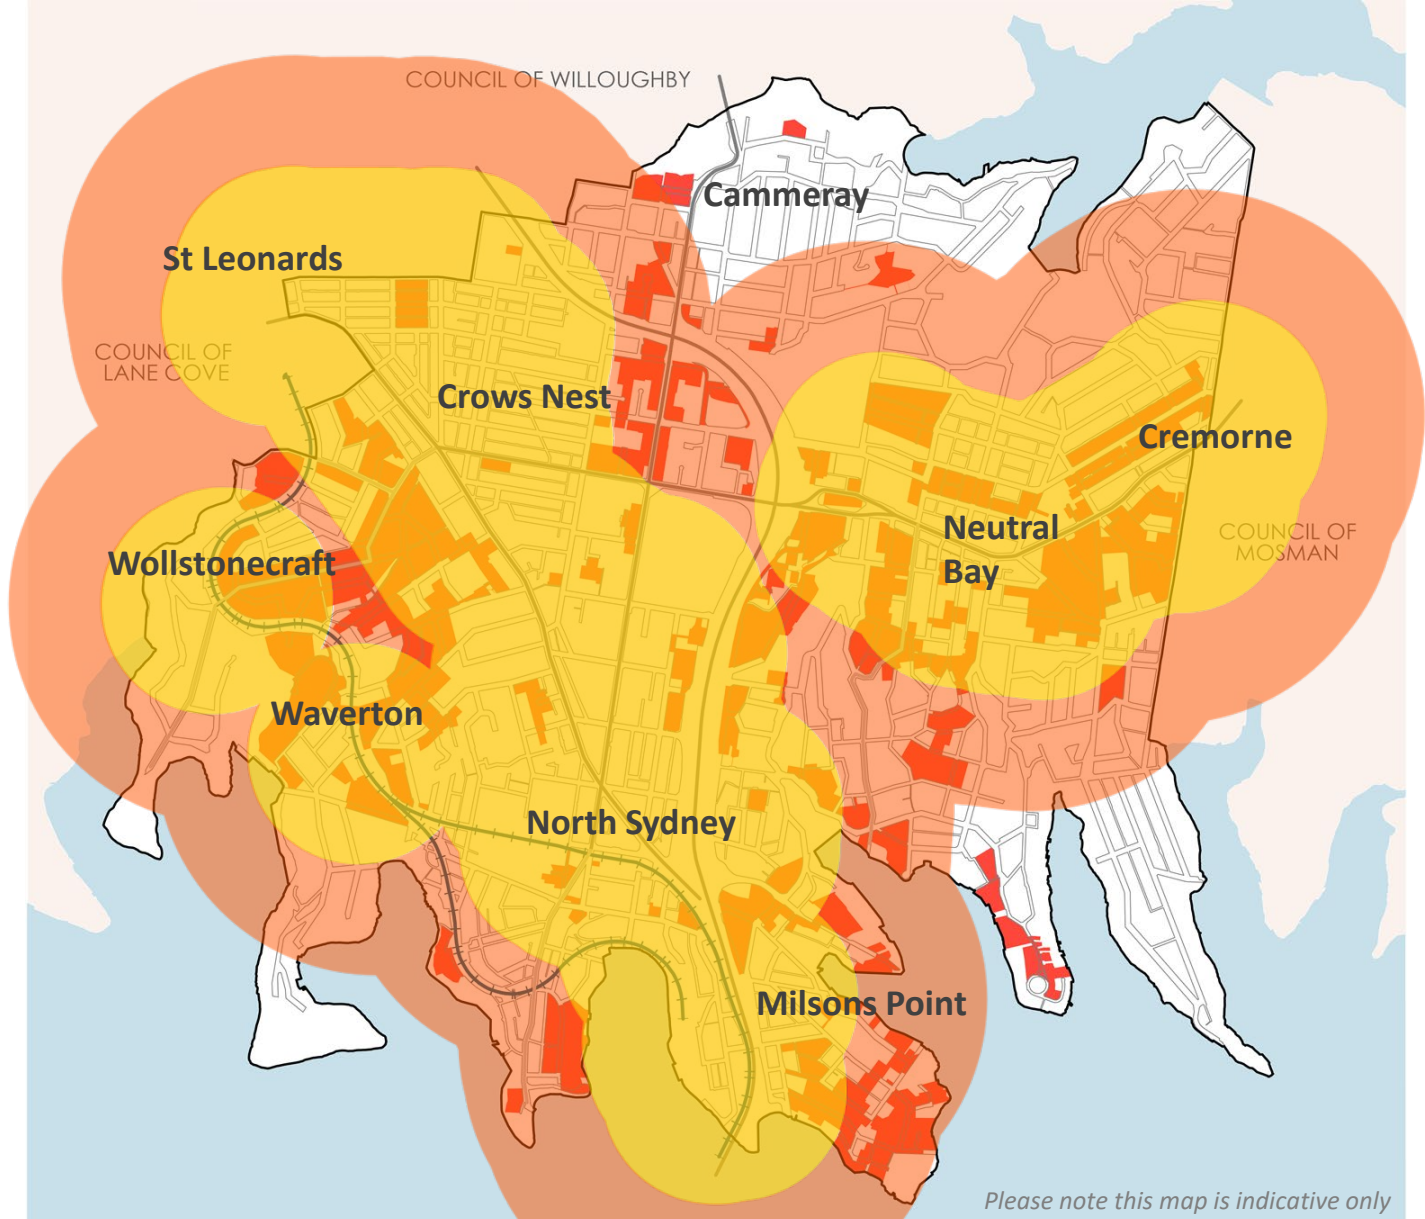 COUNCIL OF WILLOUGHBY
Cammeray
St Leonards
COUNCIL OF
LANE COVE
Crows Nest
Cremorne
Neutral
Bay
COUNCIL OF
MOSMAN
Wollstonecraft
Waverton
North Sydney
Milsons Point
Please note this map is indicative only